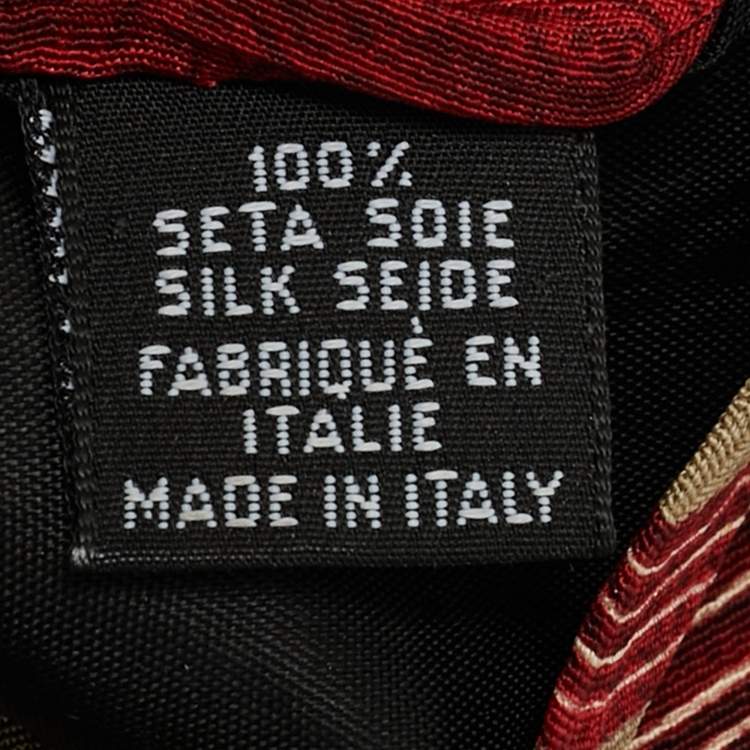 100%
SETA SOIE
SILK SEIDE
FABRIQUÉ EN
ITALIE
MADE IN ITALY